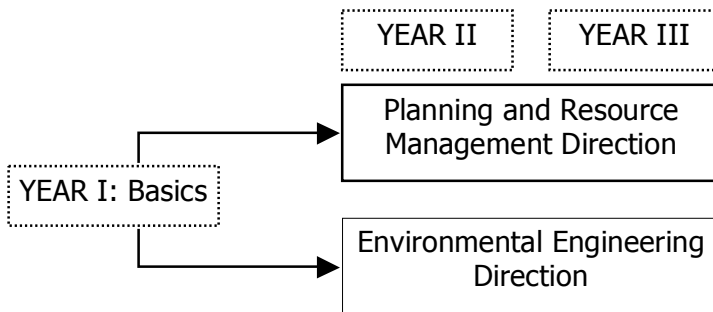 YEAR II
YEAR III
Planning and Resource
Management Direction
YEAR I: Basics
Environmental Engineering
Direction